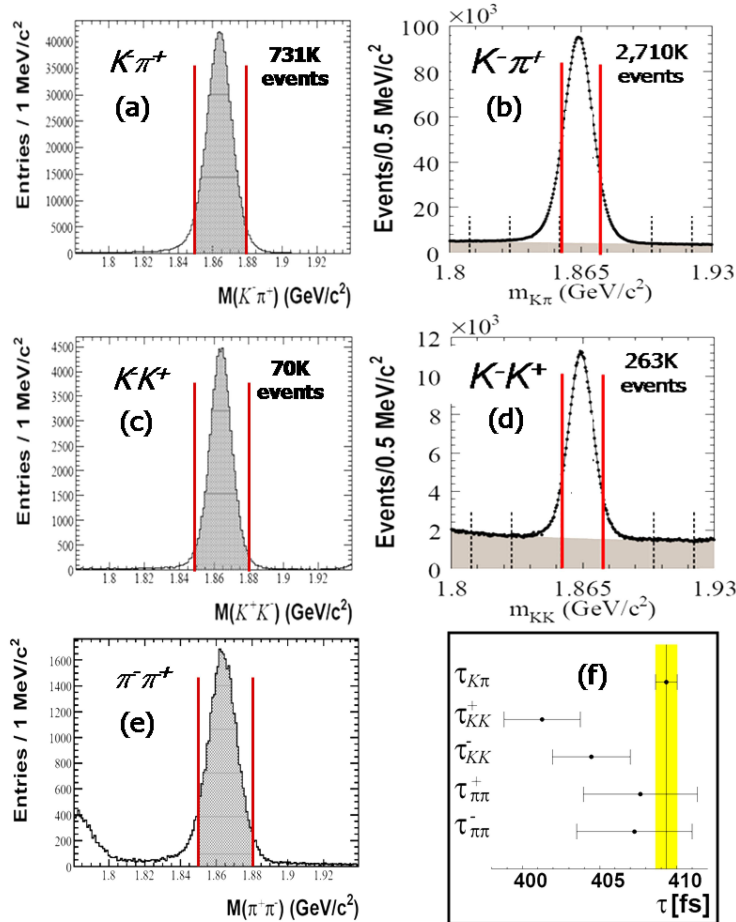 Entries / 1 MeV/c²
40000
35000
30000
25000
20000
15000
10000
5000
0
K⁻π⁺
(a)
731K
events
1.8 1.82 1.84 1.86 1.88 1.9 1.92
M(K⁻π⁺) (GeV/c²)
×10³
Events/0.5 MeV/c²
100
80
60
40
20
0
K⁻π⁺
(b)
2,710K
events
1.8 1.865 1.93
m_Kπ (GeV/c²)
Entries / 1 MeV/c²
4500
4000
3500
3000
2500
2000
1500
1000
500
0
K⁻K⁺
(c)
70K
events
1.8 1.82 1.84 1.86 1.88 1.9 1.92
M(K⁺K⁻) (GeV/c²)
×10³
Events/0.5 MeV/c²
12
10
8
6
4
2
0
K⁻K⁺
(d)
263K
events
1.8 1.865 1.93
m_KK (GeV/c²)
Entries / 1 MeV/c²
1600
1400
1200
1000
800
600
400
200
0
π⁻π⁺
(e)
1.8 1.82 1.84 1.86 1.88 1.9 1.92
M(π⁺π⁻) (GeV/c²)
(f)
τ_Kπ
τ⁺_KK
τ⁻_KK
τ⁺_ππ
τ⁻_ππ
400 405 410
τ [fs]